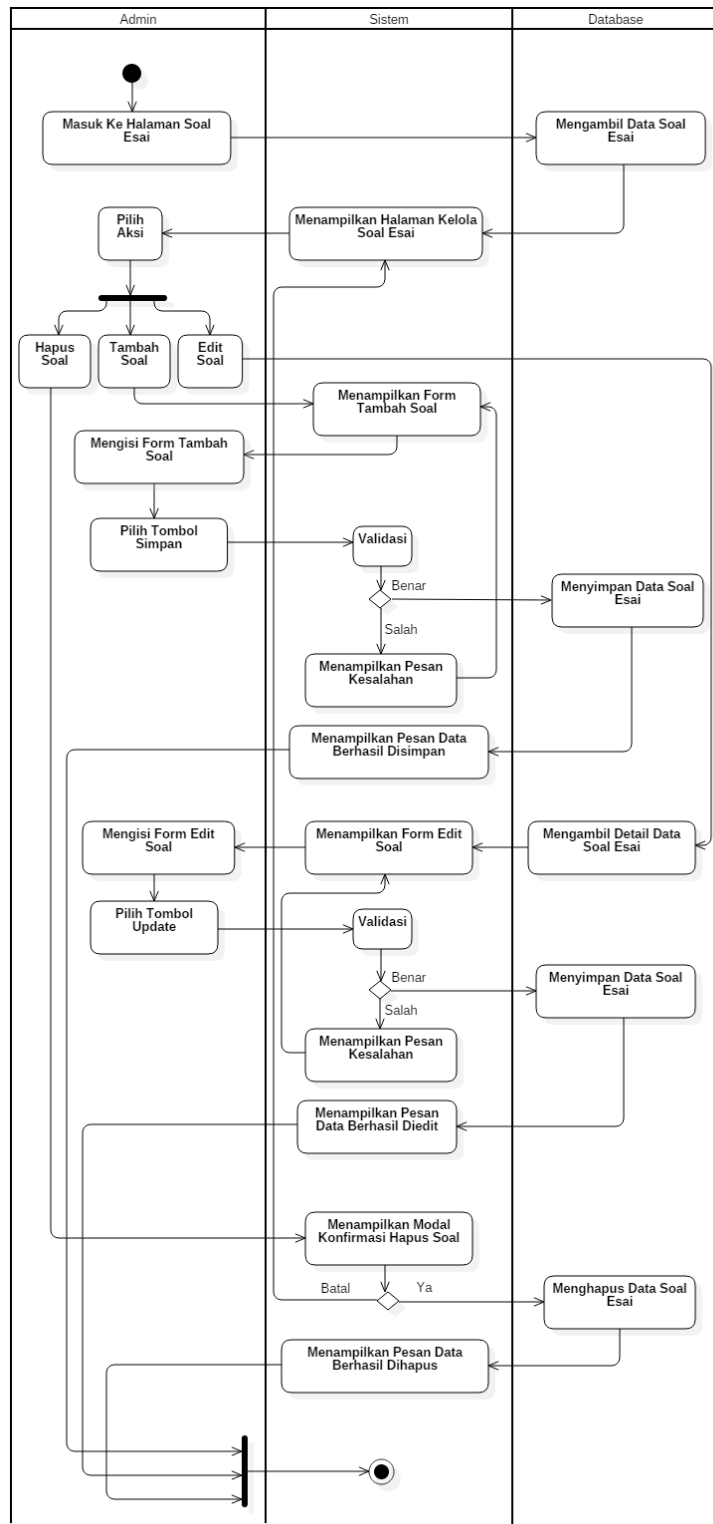 Admin
Sistem
Database
Masuk Ke Halaman Soal
Esai
Mengambil Data Soal
Esai
Pilih
Aksi
Menampilkan Halaman Kelola
Soal Esai
Hapus
Soal
Tambah
Soal
Edit
Soal
Menampilkan Form
Tambah Soal
Mengisi Form Tambah
Soal
Pilih Tombol
Simpan
Validasi
Benar
Menyimpan Data Soal
Esai
Salah
Menampilkan Pesan
Kesalahan
Menampilkan Pesan Data
Berhasil Disimpan
Mengisi Form Edit
Soal
Menampilkan Form Edit
Soal
Mengambil Detail Data
Soal Esai
Pilih Tombol
Update
Validasi
Benar
Menyimpan Data Soal
Esai
Salah
Menampilkan Pesan
Kesalahan
Menampilkan Pesan
Data Berhasil Diedit
Menampilkan Modal
Konfirmasi Hapus Soal
Batal
Ya
Menghapus Data Soal
Esai
Menampilkan Pesan Data
Berhasil Dihapus